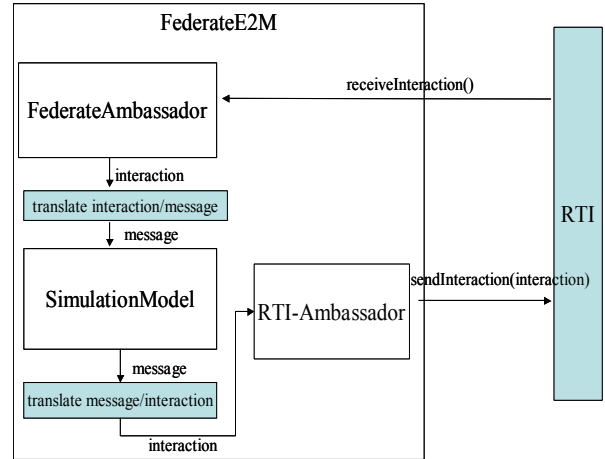 FederateE2M
receiveInteraction()
FederateAmbassador
interaction
translate interaction/message
message
RTI
SimulationModel
RTI-Ambassador
sendInteraction(interaction)
message
translate message/interaction
interaction